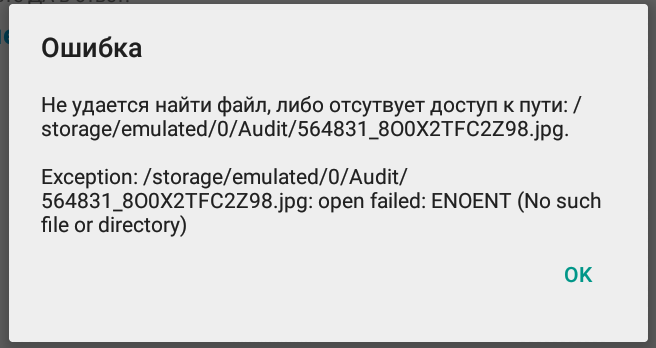 Ошибка
Не удается найти файл, либо отсутвует доступ к пути: /
storage/emulated/0/Audit/564831_8O0X2TFC2Z98.jpg.
Exception: /storage/emulated/0/Audit/
564831_8O0X2TFC2Z98.jpg: open failed: ENOENT (No such
file or directory)
OK